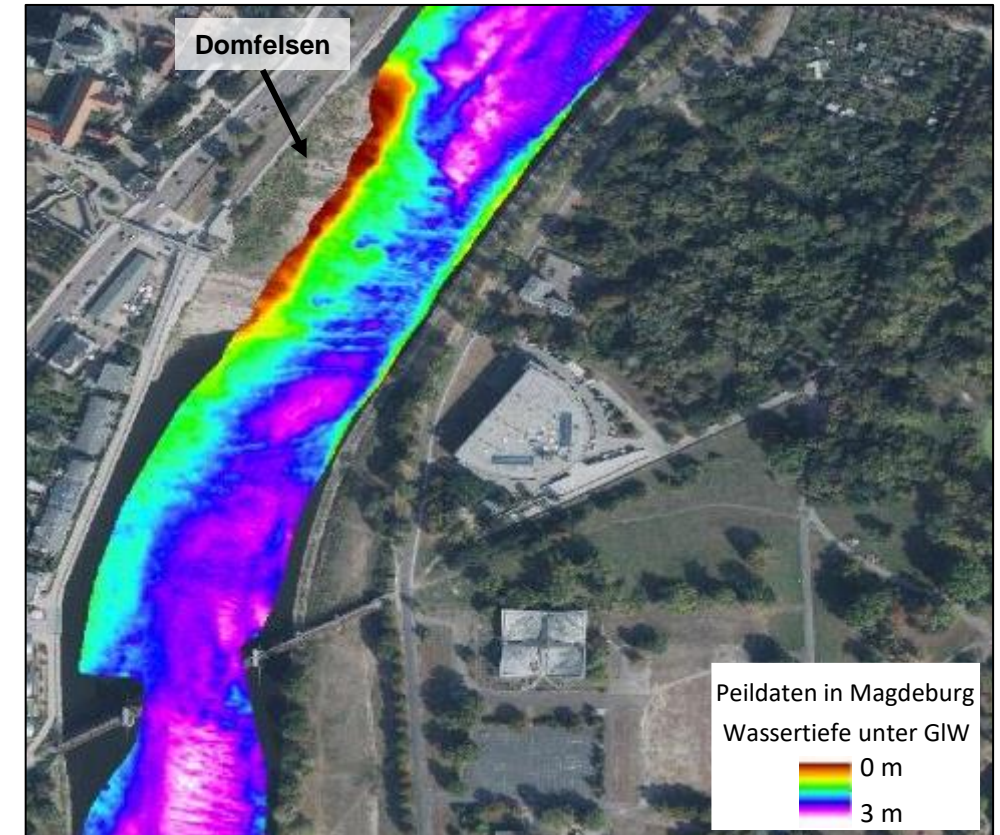 Domfelsen
Peildaten in Magdeburg
Wassertiefe unter GlW
0 m
3 m